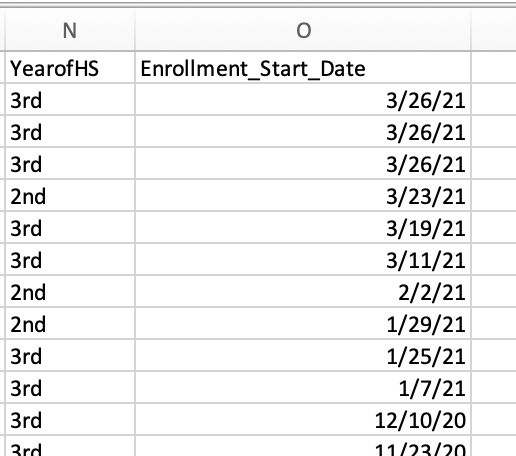 N O
YearofHS Enrollment_Start_Date
3rd 3/26/21
3rd 3/26/21
3rd 3/26/21
2nd 3/23/21
3rd 3/19/21
3rd 3/11/21
2nd 2/2/21
2nd 1/29/21
3rd 1/25/21
3rd 1/7/21
3rd 12/10/20
3rd 11/23/20